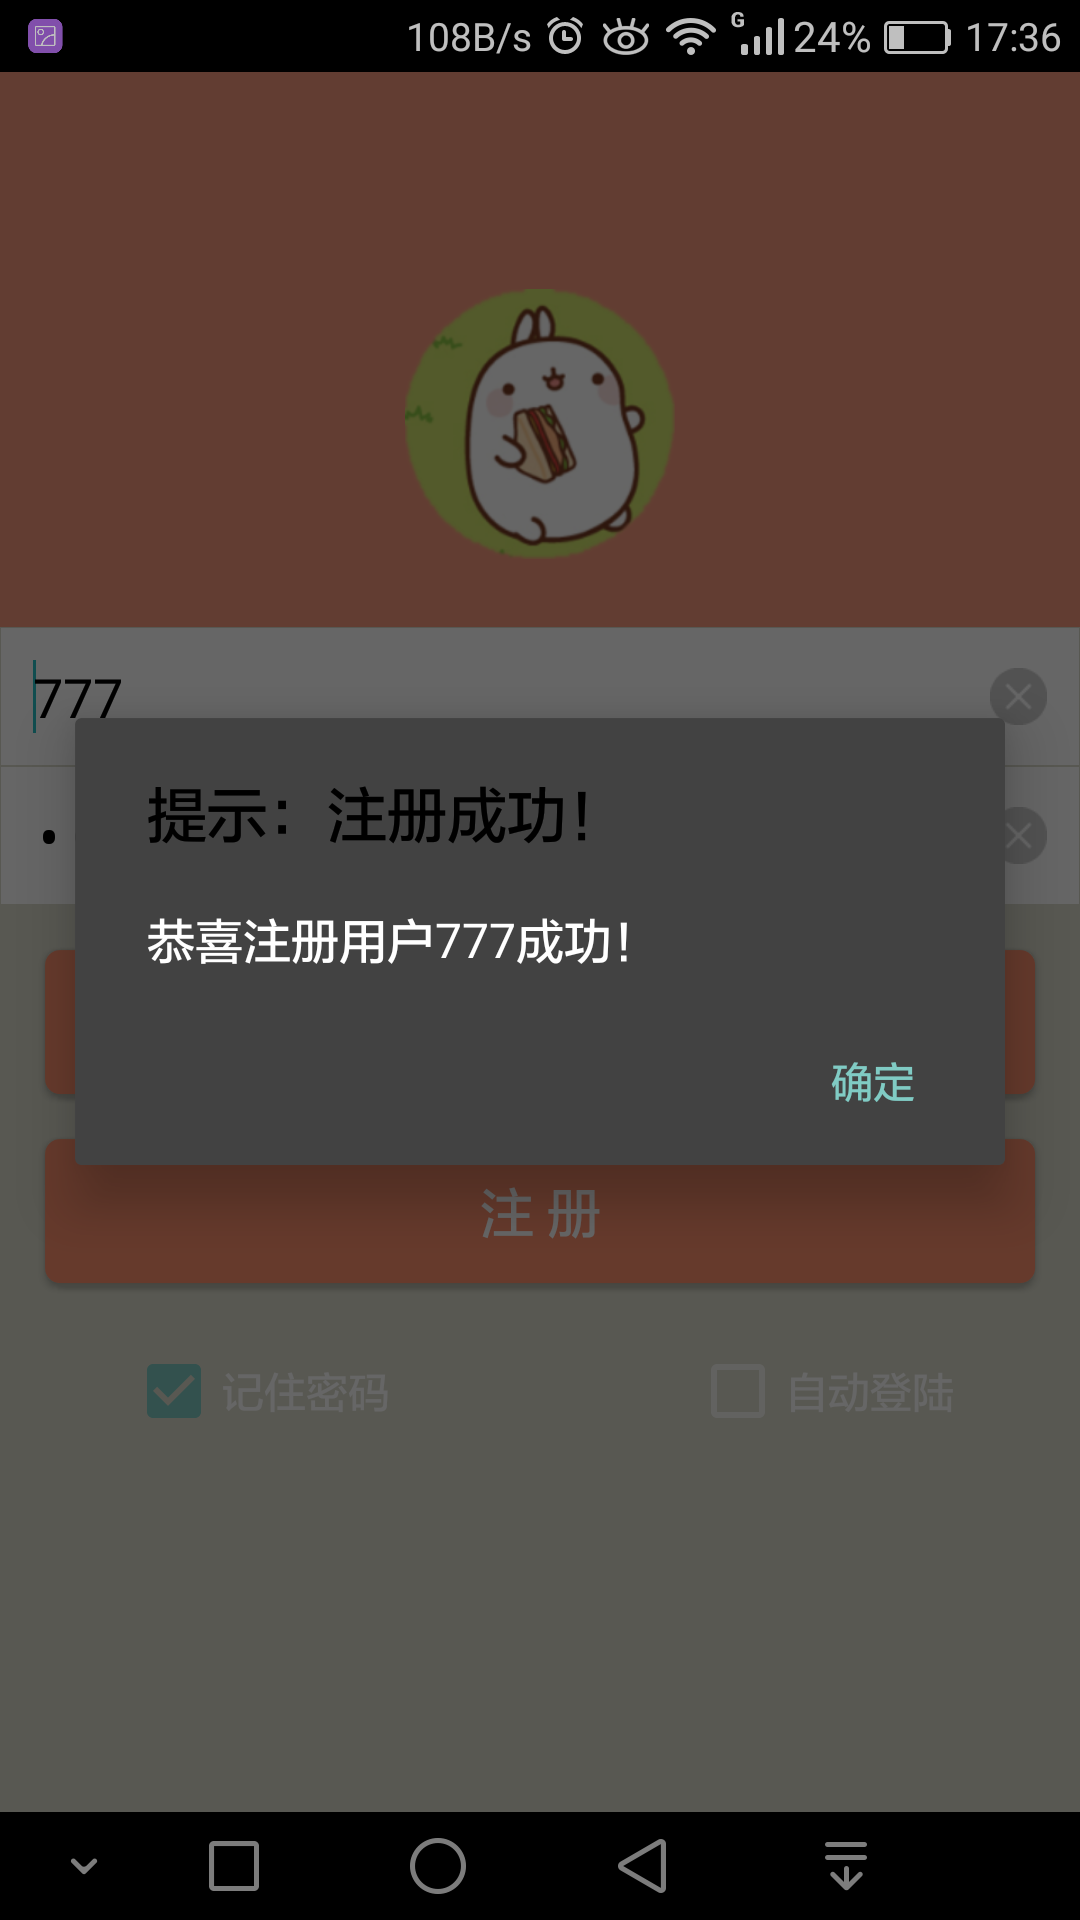 108B/s G 24% 17:36
777
提示：注册成功！
恭喜注册用户777成功！
确定
注 册
记住密码 自动登陆